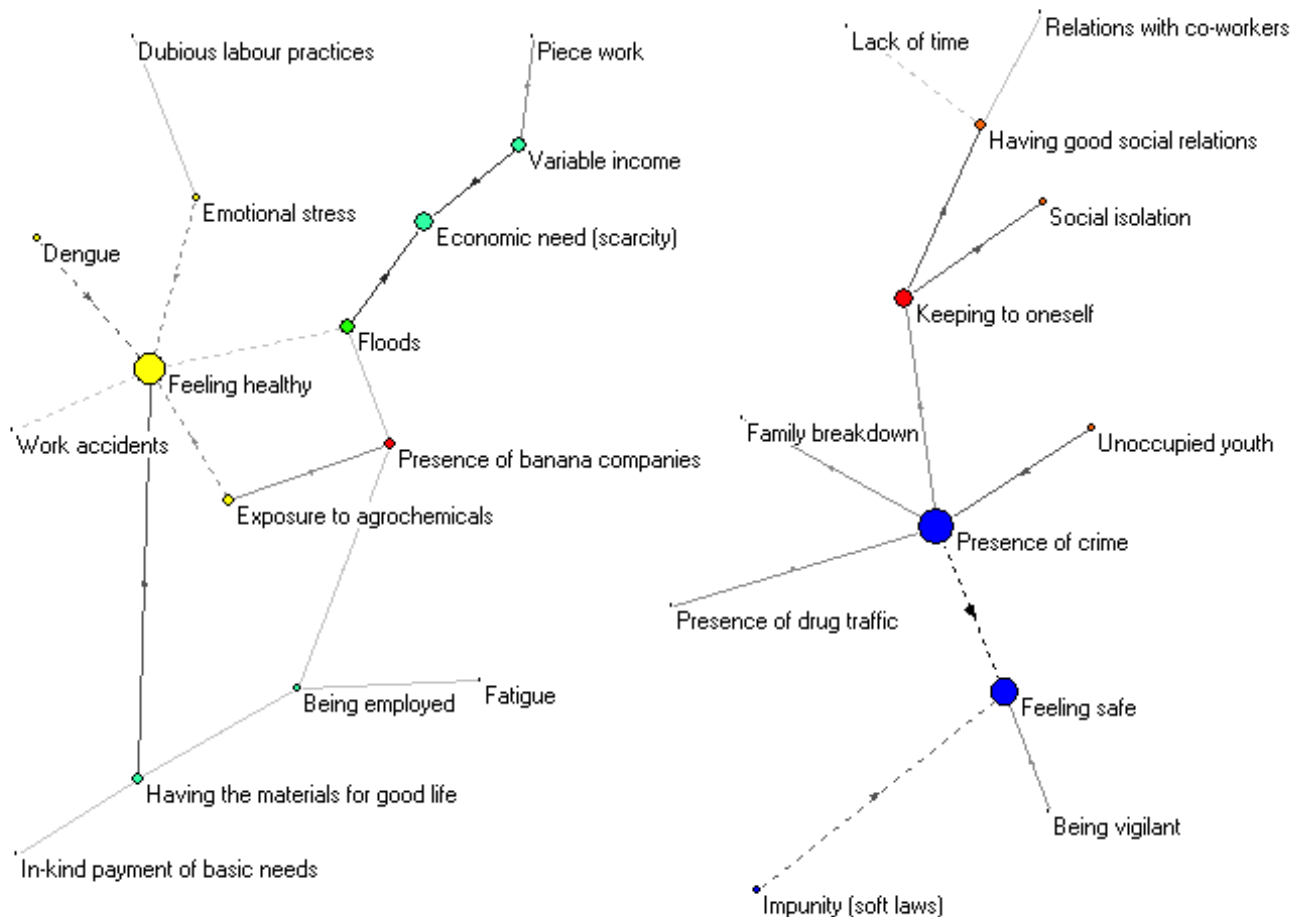 Dubious labour practices
Piece work
Variable income
Emotional stress
Economic need (scarcity)
Dengue
Floods
Feeling healthy
Work accidents
Presence of banana companies
Exposure to agrochemicals
Being employed
Fatigue
Having the materials for good life
In-kind payment of basic needs
Relations with co-workers
Lack of time
Having good social relations
Social isolation
Keeping to oneself
Family breakdown
Unoccupied youth
Presence of crime
Presence of drug traffic
Feeling safe
Being vigilant
Impunity (soft laws)